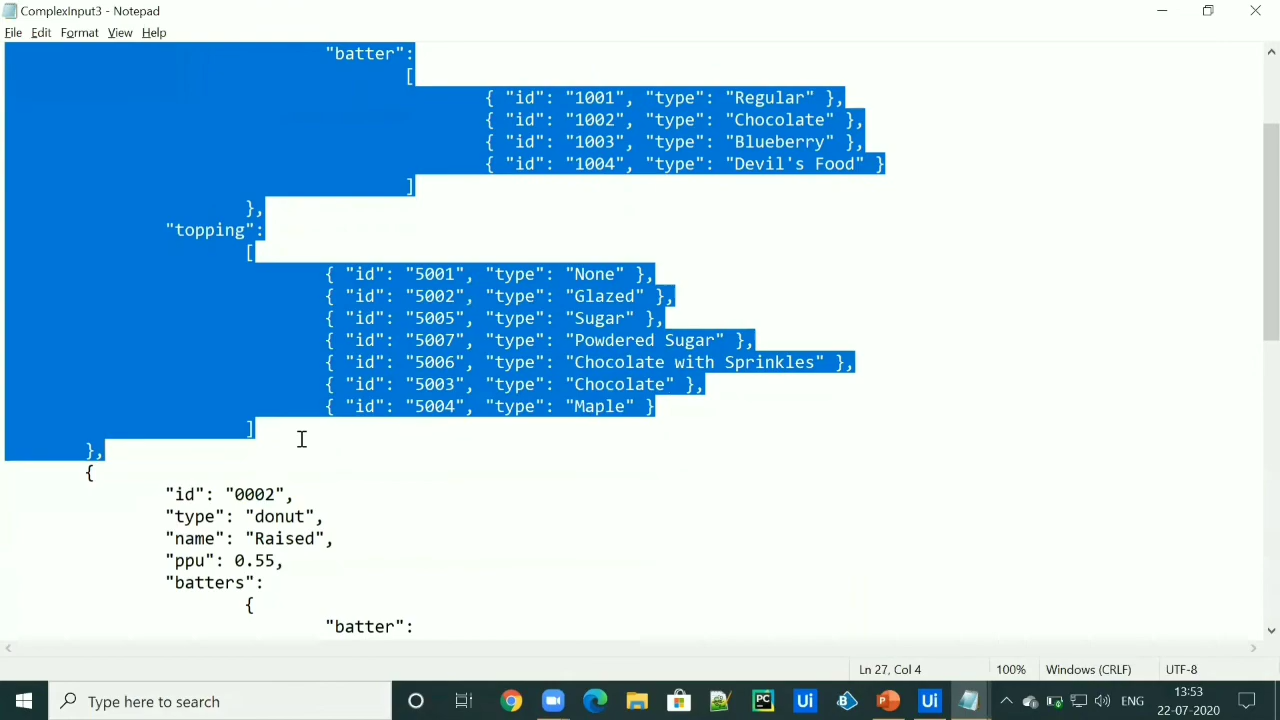 ComplexInput3 - Notepad
File Edit Format View Help
"batter":
[
{ "id": "1001", "type": "Regular" },
{ "id": "1002", "type": "Chocolate" },
{ "id": "1003", "type": "Blueberry" },
{ "id": "1004", "type": "Devil's Food" }
]
},
"topping":
[
{ "id": "5001", "type": "None" },
{ "id": "5002", "type": "Glazed" },
{ "id": "5005", "type": "Sugar" },
{ "id": "5007", "type": "Powdered Sugar" },
{ "id": "5006", "type": "Chocolate with Sprinkles" },
{ "id": "5003", "type": "Chocolate" },
{ "id": "5004", "type": "Maple" }
]
},
{
"id": "0002",
"type": "donut",
"name": "Raised",
"ppu": 0.55,
"batters":
{
"batter":
Ln 27, Col 4 100% Windows (CRLF) UTF-8
Type here to search PC Ui B P Ui ENG 13:53
22-07-2020